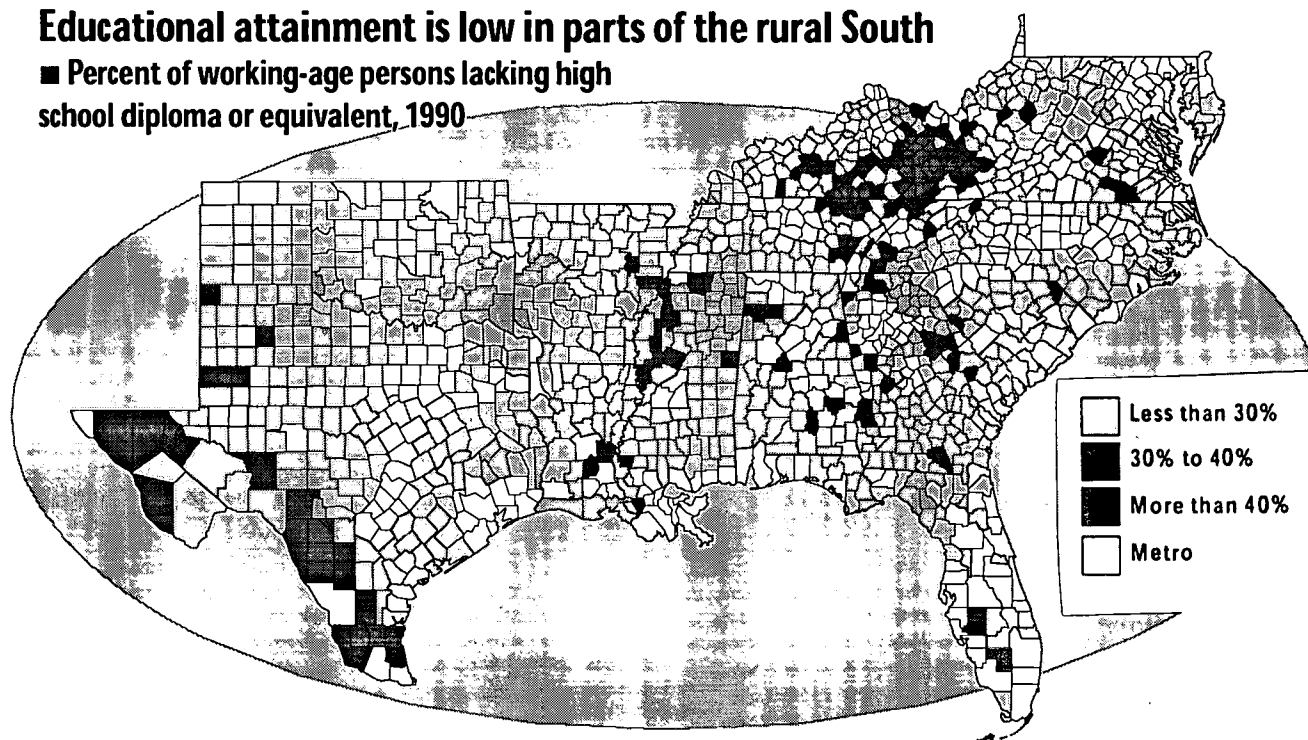 Educational attainment is low in parts of the rural South
■ Percent of working-age persons lacking high
school diploma or equivalent, 1990
Less than 30%
30% to 40%
More than 40%
Metro